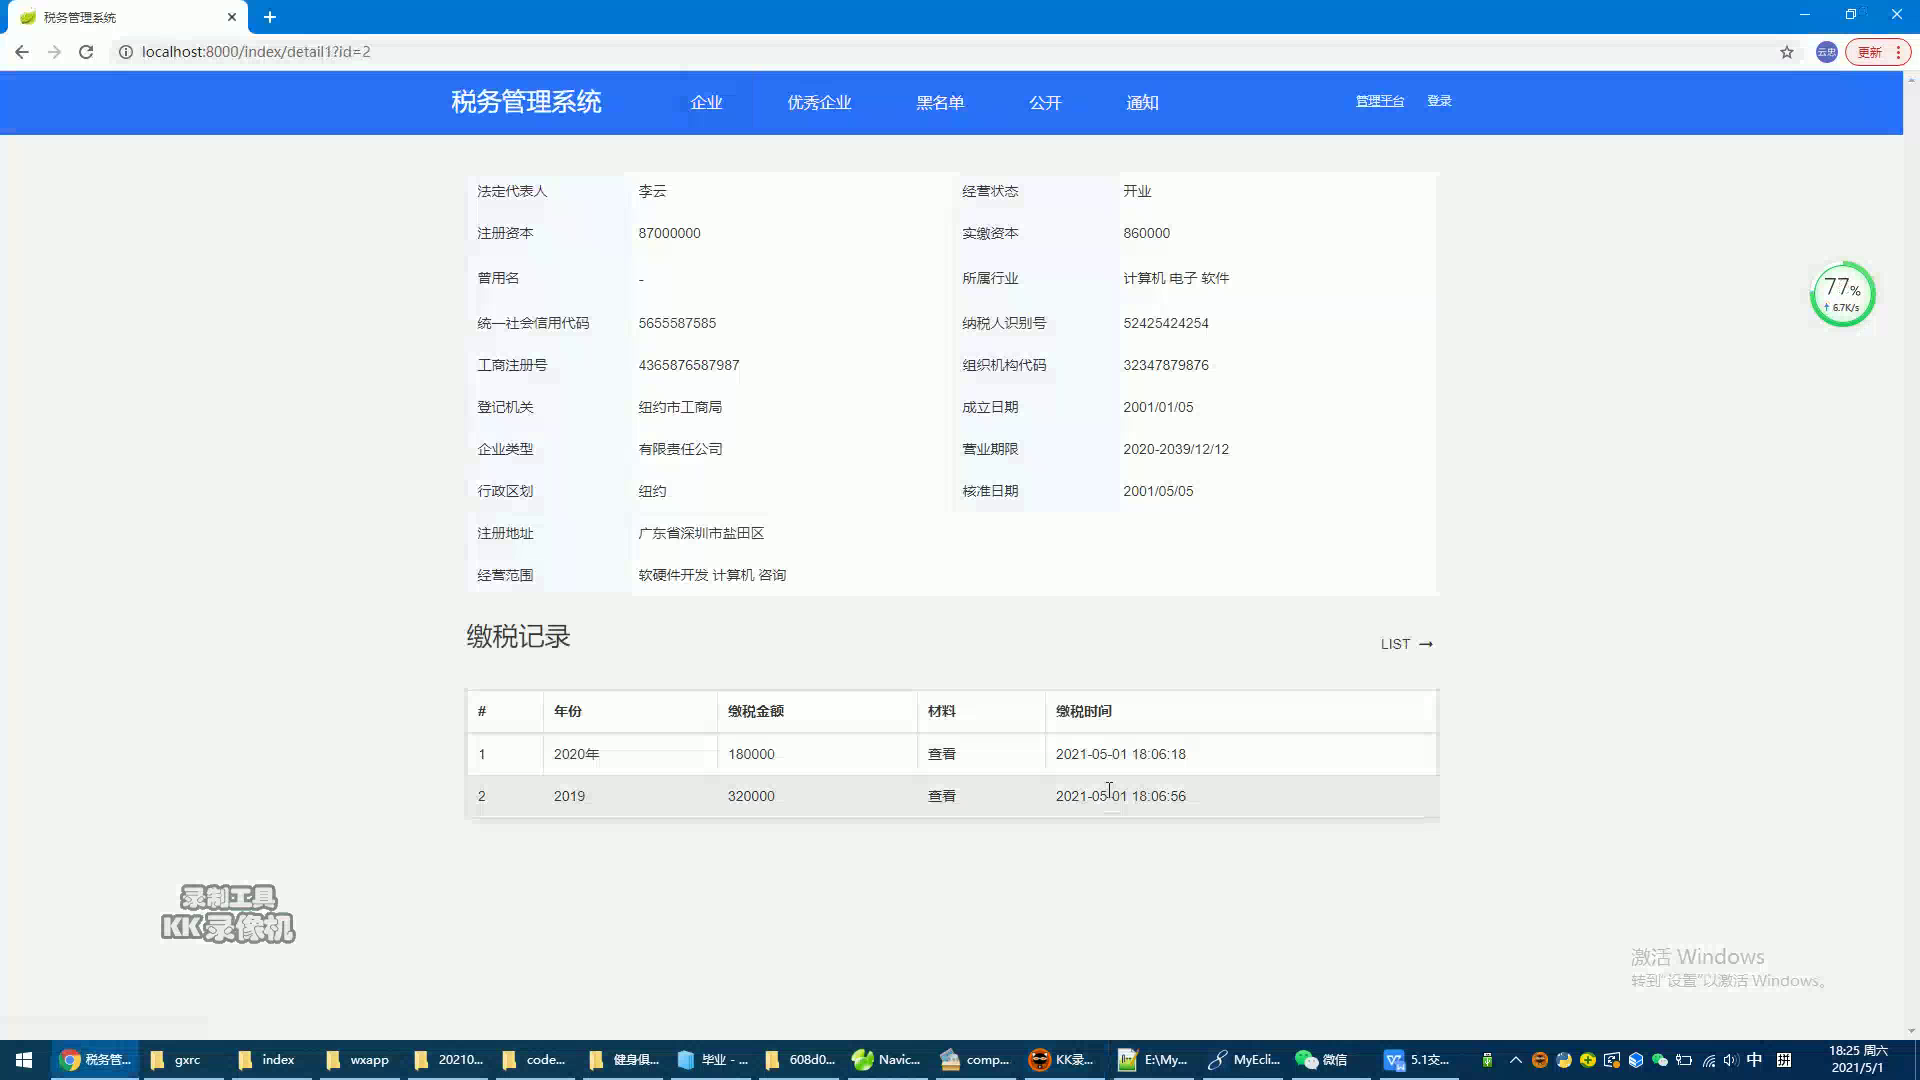 税务管理系统
localhost:8000/index/detail1?id=2
云忠
更新
税务管理系统 企业 优秀企业 黑名单 公开 通知 管理平台 登录
法定代表人 李云 经营状态 开业
注册资本 87000000 实缴资本 860000
曾用名 - 所属行业 计算机 电子 软件
统一社会信用代码 5655587585 纳税人识别号 52425424254
工商注册号 4365876587987 组织机构代码 32347879876
登记机关 纽约市工商局 成立日期 2001/01/05
企业类型 有限责任公司 营业期限 2020-2039/12/12
行政区划 纽约 核准日期 2001/05/05
注册地址 广东省深圳市盐田区
经营范围 软硬件开发 计算机 咨询
77%
↑ 6.7K/s
缴税记录 LIST →
# 年份 缴税金额 材料 缴税时间
1 2020年 180000 查看 2021-05-01 18:06:18
2 2019 320000 查看 2021-05-01 18:06:56
录制工具
KK录像机
激活 Windows
转到“设置”以激活 Windows。
税务管... gxrc index wxapp 20210... code... 健身俱... 毕业 - ... 608d0... Navic... comp... KK录... E:\My... MyEcli... 微信 5.1交... 中 拼 18:25 周六
2021/5/1